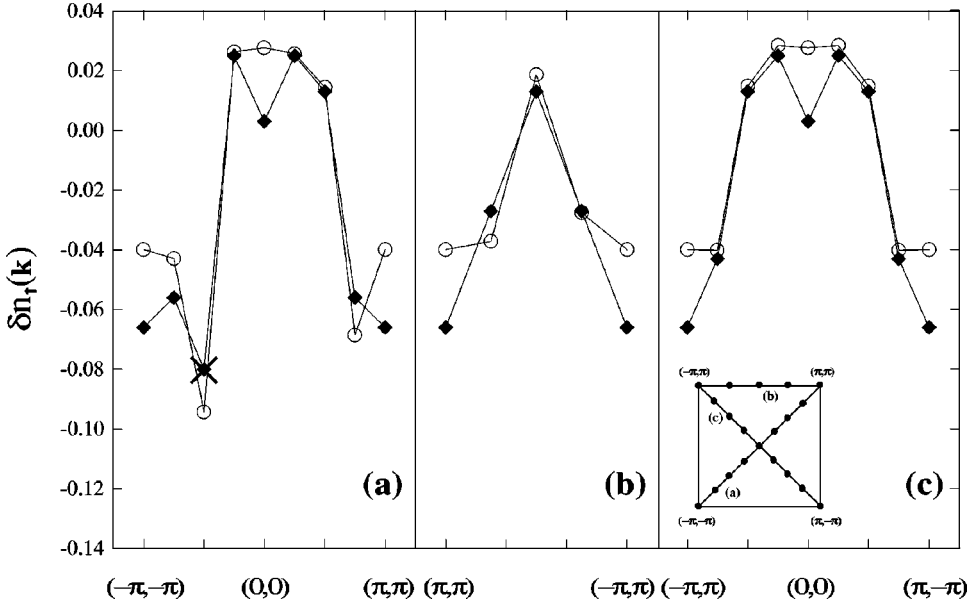 0.04
0.02
0.00
-0.02
-0.04
-0.06
-0.08
-0.10
-0.12
-0.14
δn↑(k)
(a)
(b)
(c)
(−π,π) (π,π)
(b)
(c)
(a)
(−π,−π) (π,−π)
(−π,−π) (0,0) (π,π) (π,π) (−π,π) (−π,π) (0,0) (π,−π)